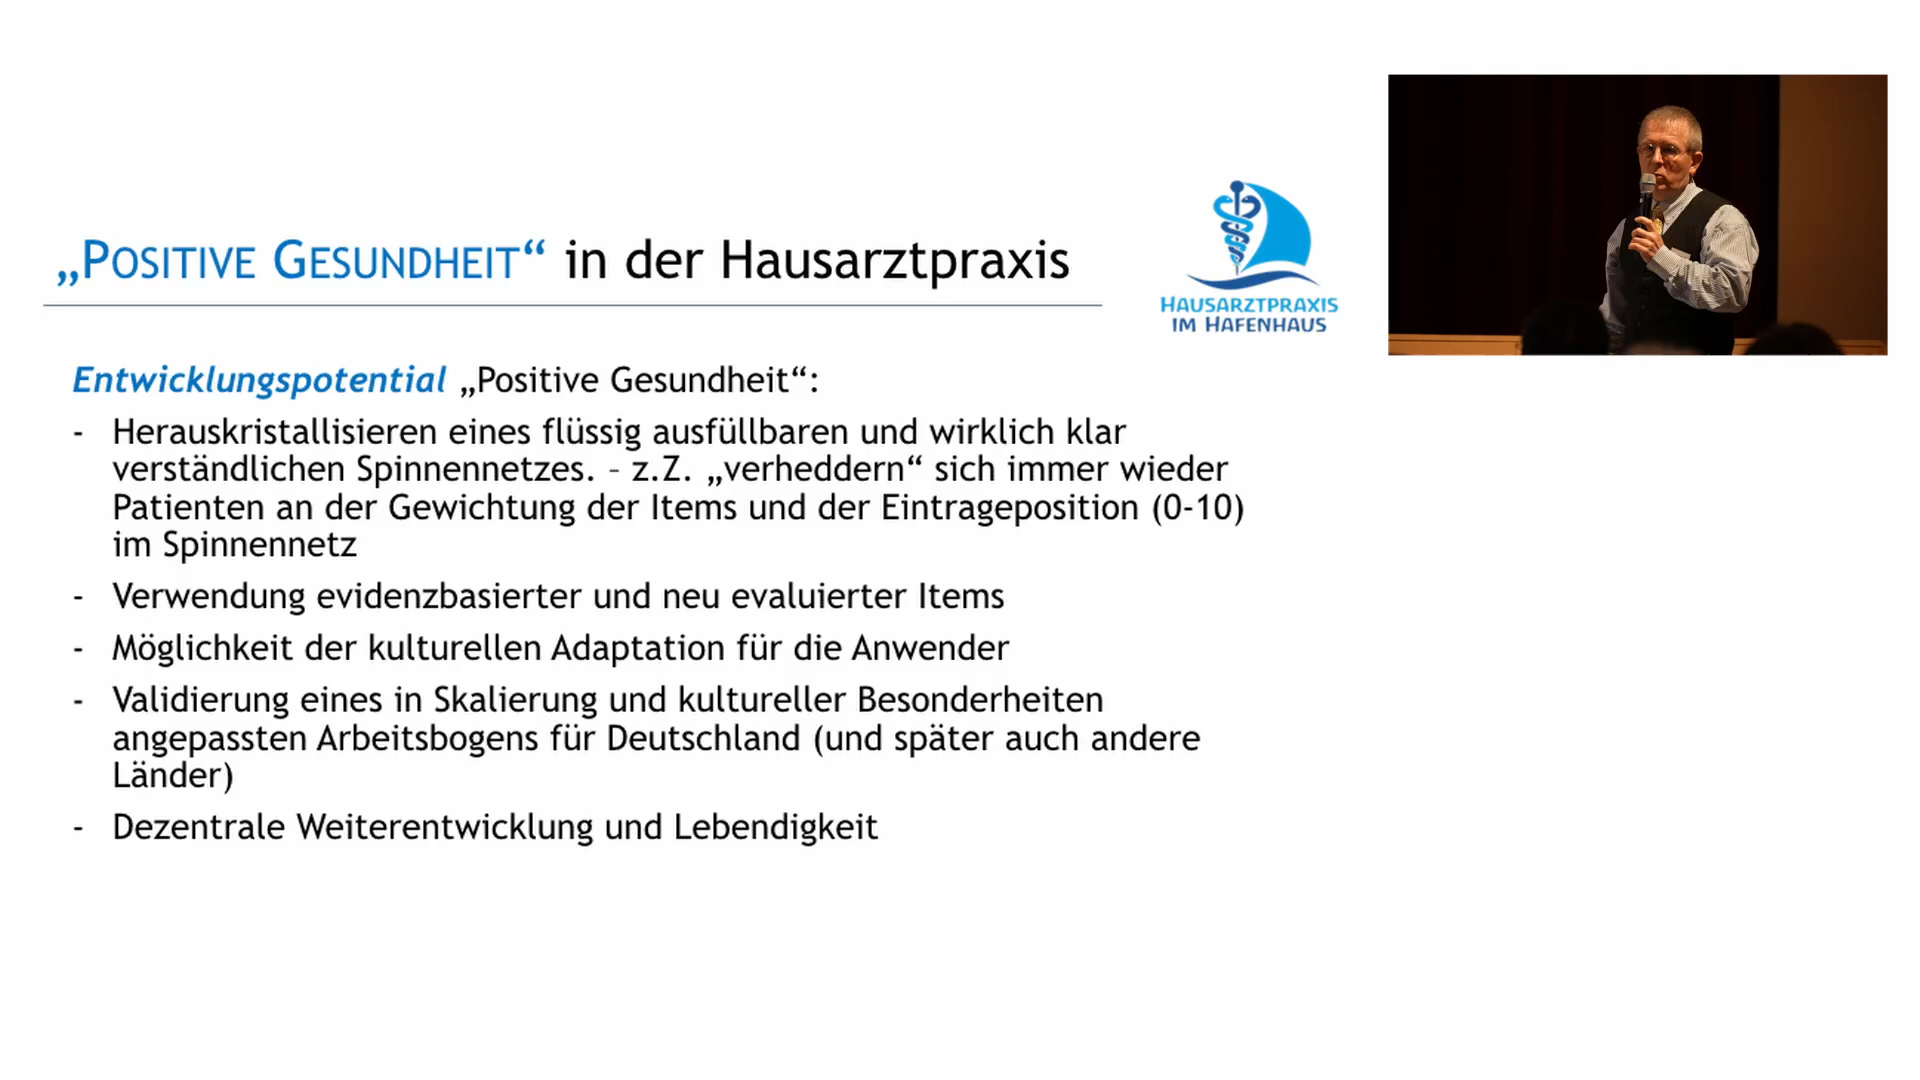 „POSITIVE GESUNDHEIT“ in der Hausarztpraxis
HAUSARZTPRAXIS
IM HAFENHAUS
Entwicklungspotential „Positive Gesundheit“:
- Herauskristallisieren eines flüssig ausfüllbaren und wirklich klar
verständlichen Spinnennetzes. – z.Z. „verheddern“ sich immer wieder
Patienten an der Gewichtung der Items und der Eintrageposition (0-10)
im Spinnennetz
- Verwendung evidenzbasierter und neu evaluierter Items
- Möglichkeit der kulturellen Adaptation für die Anwender
- Validierung eines in Skalierung und kultureller Besonderheiten
angepassten Arbeitsbogens für Deutschland (und später auch andere
Länder)
- Dezentrale Weiterentwicklung und Lebendigkeit